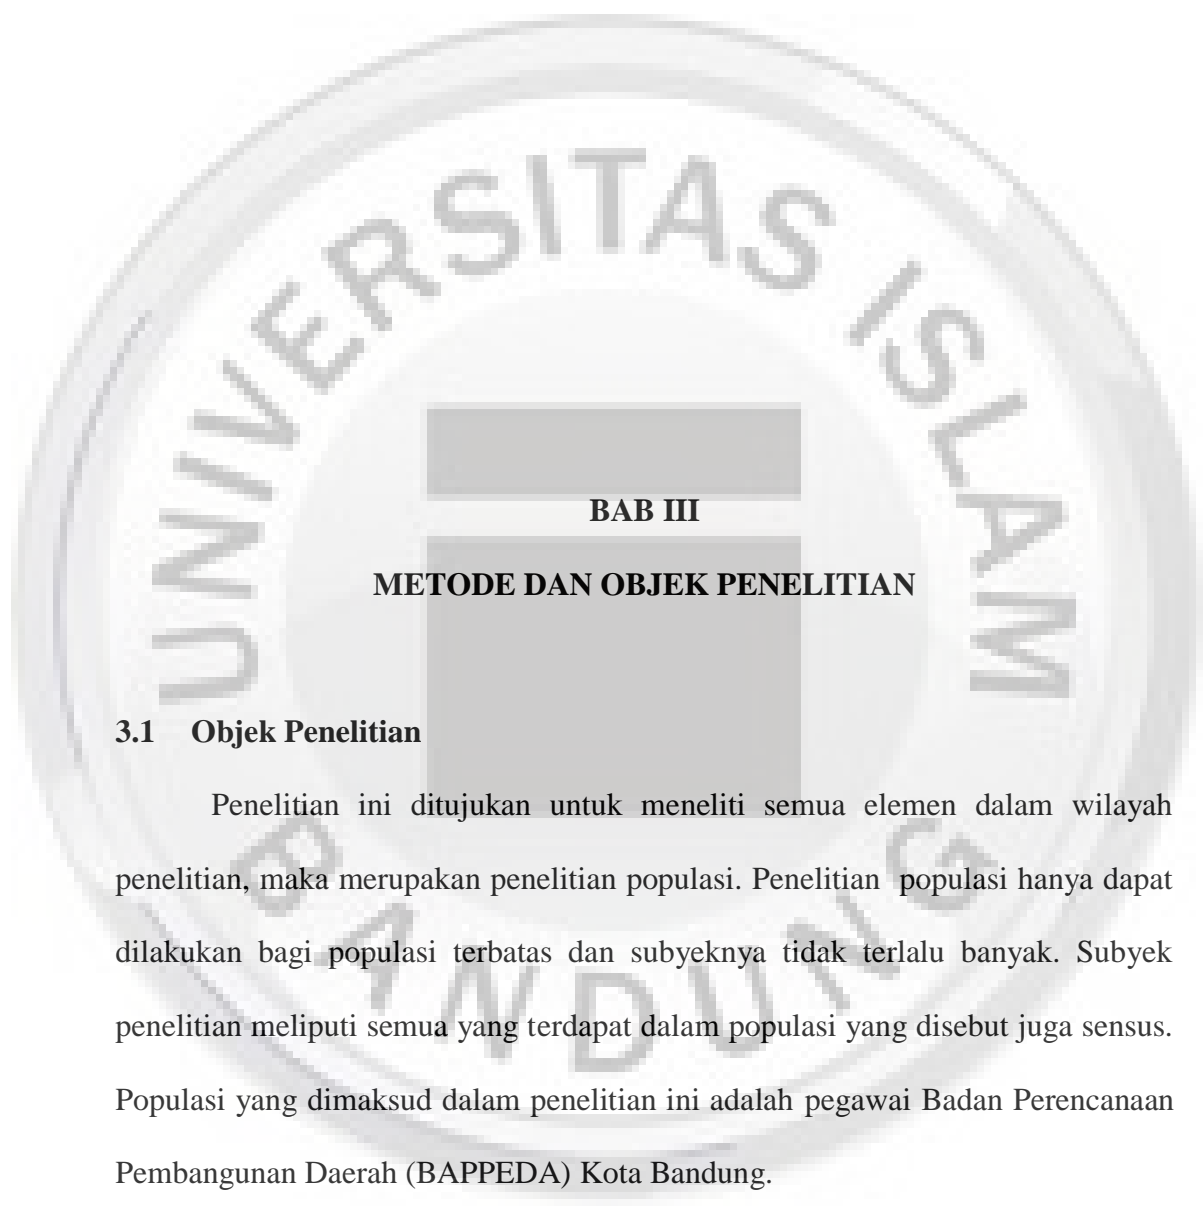 UNIVERSITAS ISLAM
BANDUNG
BAB III
METODE DAN OBJEK PENELITIAN
3.1 Objek Penelitian
Penelitian ini ditujukan untuk meneliti semua elemen dalam wilayah
penelitian, maka merupakan penelitian populasi. Penelitian populasi hanya dapat
dilakukan bagi populasi terbatas dan subyeknya tidak terlalu banyak. Subyek
penelitian meliputi semua yang terdapat dalam populasi yang disebut juga sensus.
Populasi yang dimaksud dalam penelitian ini adalah pegawai Badan Perencanaan
Pembangunan Daerah (BAPPEDA) Kota Bandung.